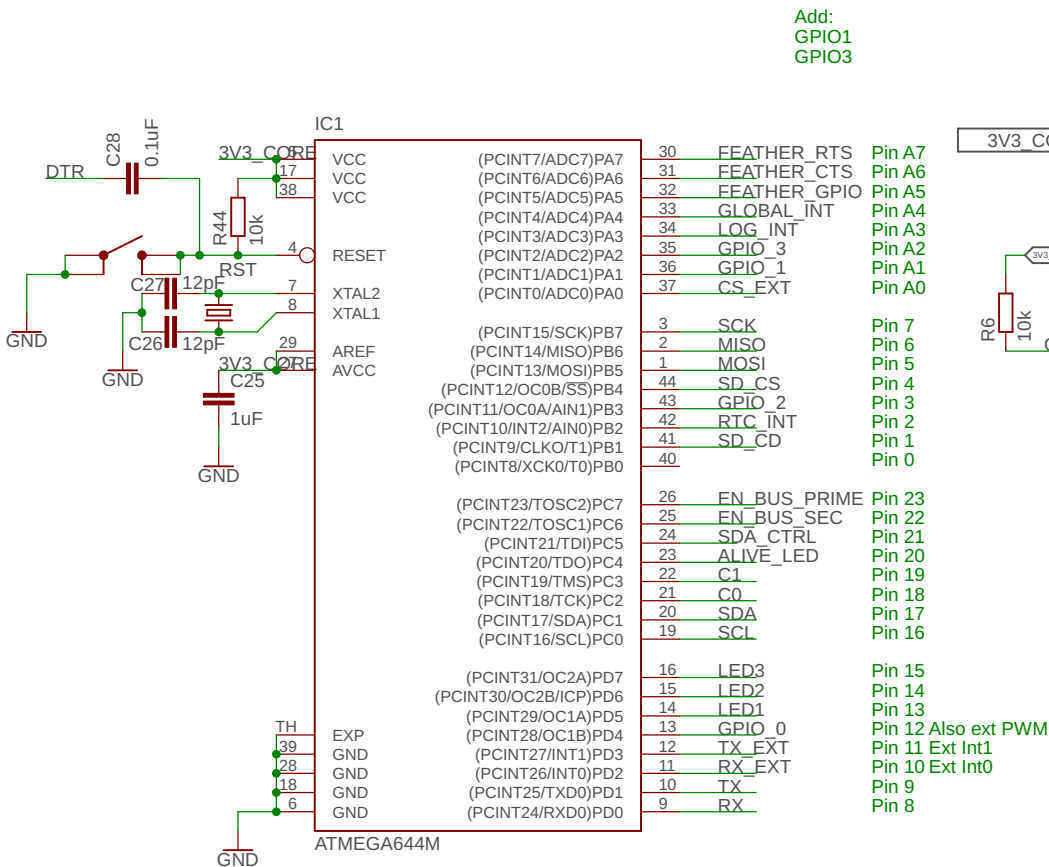 Add:
GPIO1
GPIO3
IC1
C28
0.1uF
DTR
3V3_CORE
5
VCC
17
VCC
38
VCC
R44
10k
4
RESET
RST
C27
12pF
7
XTAL2
8
XTAL1
C26
12pF
GND
GND
29
AREF
3V3_CORE
27
AVCC
C25
1uF
GND
(PCINT7/ADC7)PA7 30 FEATHER_RTS Pin A7
(PCINT6/ADC6)PA6 31 FEATHER_CTS Pin A6
(PCINT5/ADC5)PA5 32 FEATHER_GPIO Pin A5
(PCINT4/ADC4)PA4 33 GLOBAL_INT Pin A4
(PCINT3/ADC3)PA3 34 LOG_INT Pin A3
(PCINT2/ADC2)PA2 35 GPIO_3 Pin A2
(PCINT1/ADC1)PA1 36 GPIO_1 Pin A1
(PCINT0/ADC0)PA0 37 CS_EXT Pin A0
(PCINT15/SCK)PB7 3 SCK Pin 7
(PCINT14/MISO)PB6 2 MISO Pin 6
(PCINT13/MOSI)PB5 1 MOSI Pin 5
(PCINT12/OC0B/SS)PB4 44 SD_CS Pin 4
(PCINT11/OC0A/AIN1)PB3 43 GPIO_2 Pin 3
(PCINT10/INT2/AIN0)PB2 42 RTC_INT Pin 2
(PCINT9/CLKO/T1)PB1 41 SD_CD Pin 1
(PCINT8/XCK0/T0)PB0 40 Pin 0
(PCINT23/TOSC2)PC7 26 EN_BUS_PRIME Pin 23
(PCINT22/TOSC1)PC6 25 EN_BUS_SEC Pin 22
(PCINT21/TDI)PC5 24 SDA_CTRL Pin 21
(PCINT20/TDO)PC4 23 ALIVE_LED Pin 20
(PCINT19/TMS)PC3 22 C1 Pin 19
(PCINT18/TCK)PC2 21 C0 Pin 18
(PCINT17/SDA)PC1 20 SDA Pin 17
(PCINT16/SCL)PC0 19 SCL Pin 16
(PCINT31/OC2A)PD7 16 LED3 Pin 15
(PCINT30/OC2B/ICP)PD6 15 LED2 Pin 14
(PCINT29/OC1A)PD5 14 LED1 Pin 13
(PCINT28/OC1B)PD4 13 GPIO_0 Pin 12 Also ext PWM
(PCINT27/INT1)PD3 12 TX_EXT Pin 11 Ext Int1
(PCINT26/INT0)PD2 11 RX_EXT Pin 10 Ext Int0
(PCINT25/TXD0)PD1 10 TX Pin 9
(PCINT24/RXD0)PD0 9 RX Pin 8
TH
EXP
39
GND
28
GND
18
GND
6
GND
GND
ATMEGA644M
3V3_CO
3V3
R6
10k